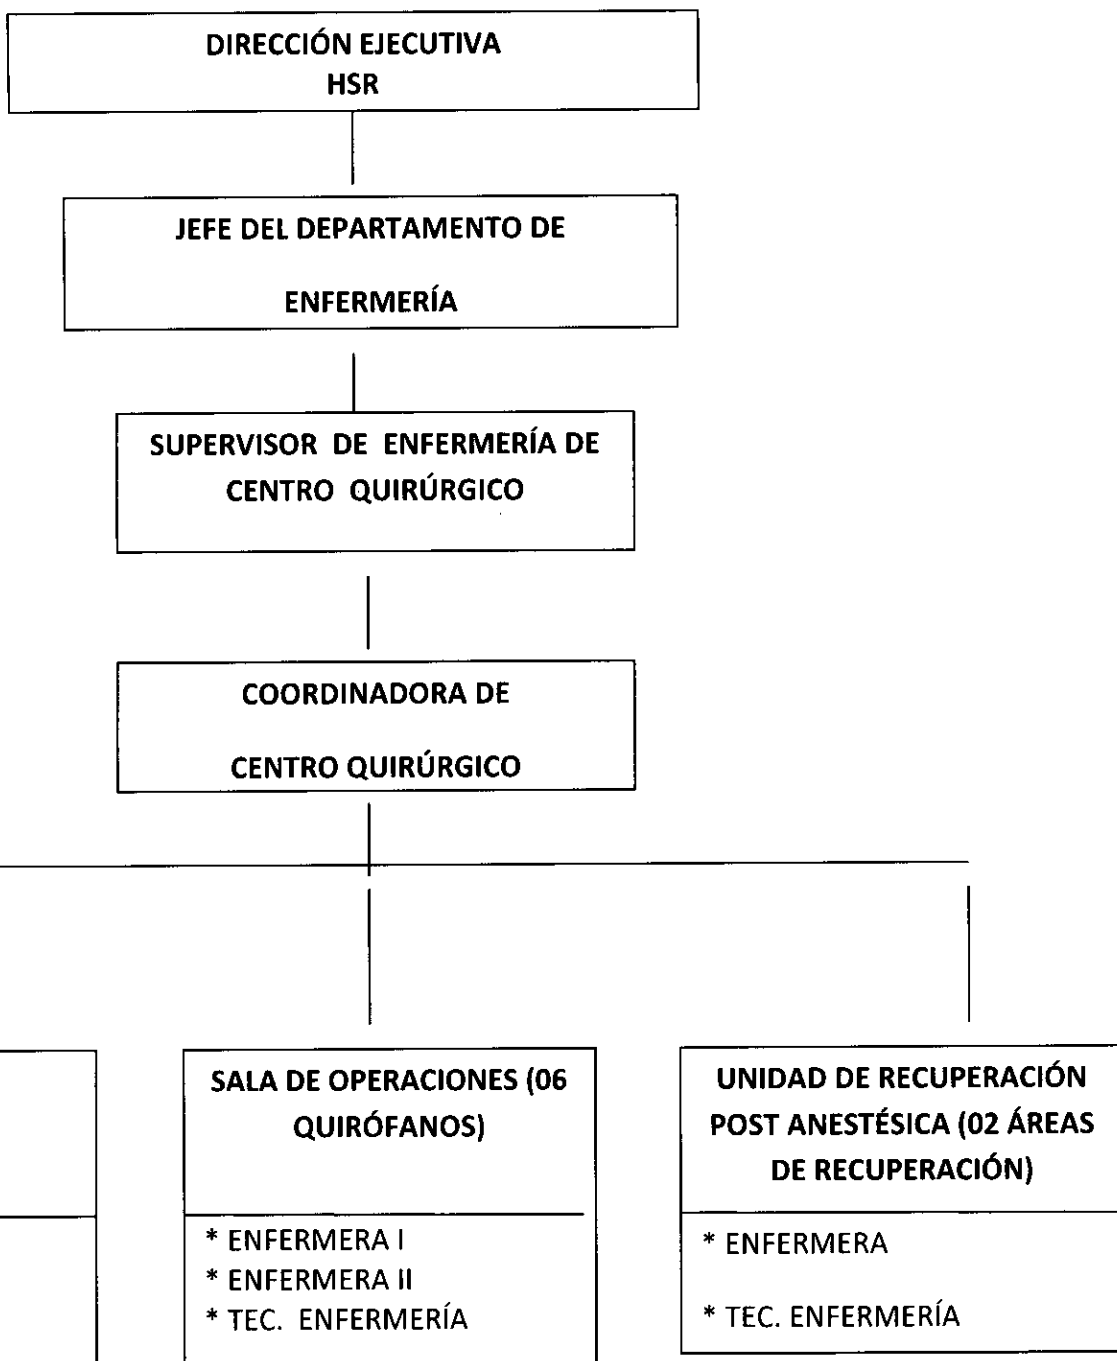 DIRECCIÓN EJECUTIVA
HSR
JEFE DEL DEPARTAMENTO DE
ENFERMERÍA
SUPERVISOR DE ENFERMERÍA DE
CENTRO QUIRÚRGICO
COORDINADORA DE
CENTRO QUIRÚRGICO
SALA DE OPERACIONES (06
QUIRÓFANOS)
* ENFERMERA I
* ENFERMERA II
* TEC. ENFERMERÍA
UNIDAD DE RECUPERACIÓN
POST ANESTÉSICA (02 ÁREAS
DE RECUPERACIÓN)
* ENFERMERA
* TEC. ENFERMERÍA